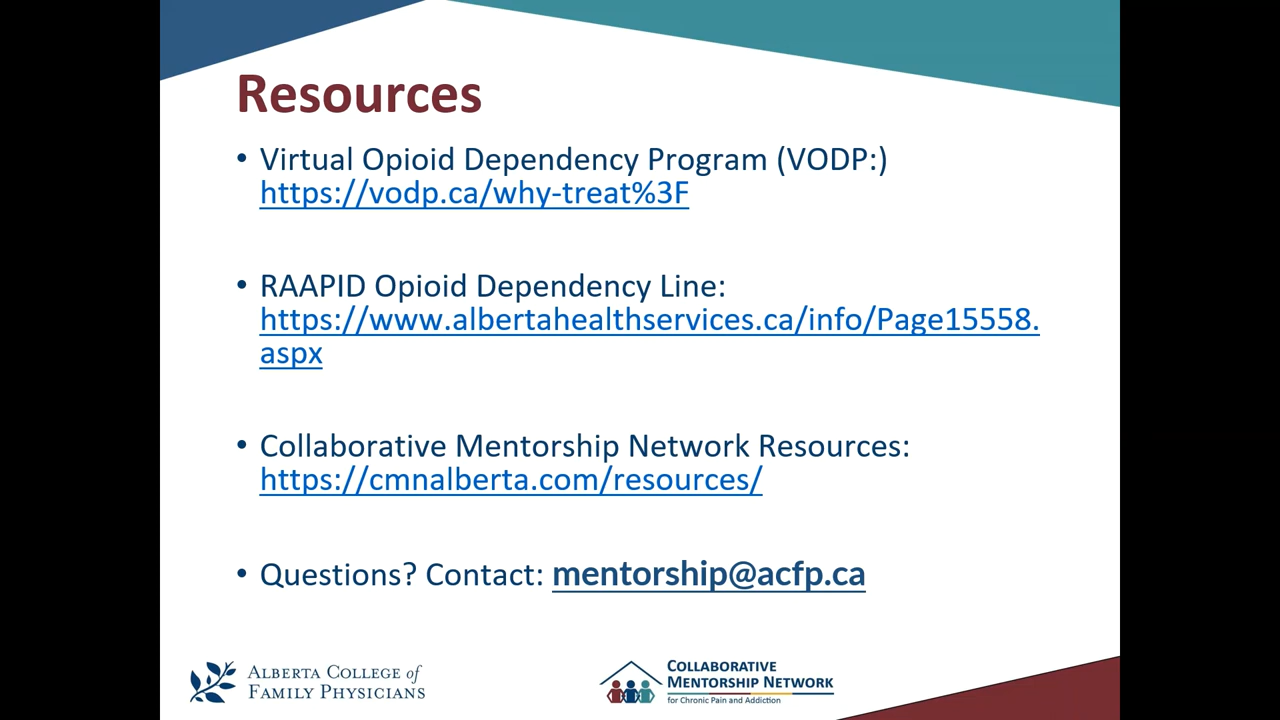 Resources
• Virtual Opioid Dependency Program (VODP:)
https://vodp.ca/why-treat%3F
• RAAPID Opioid Dependency Line:
https://www.albertahealthservices.ca/info/Page15558.
aspx
• Collaborative Mentorship Network Resources:
https://cmnalberta.com/resources/
• Questions? Contact: mentorship@acfp.ca
ALBERTA COLLEGE of
FAMILY PHYSICIANS
COLLABORATIVE
MENTORSHIP NETWORK
for Chronic Pain and Addiction